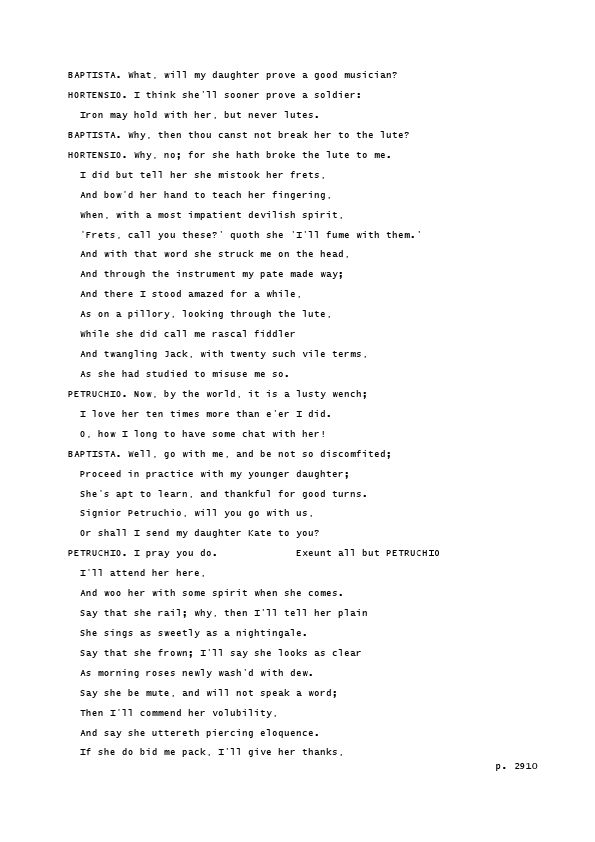 BAPTISTA. What, will my daughter prove a good musician?
HORTENSIO. I think she'll sooner prove a soldier:
Iron may hold with her, but never lutes.
BAPTISTA. Why, then thou canst not break her to the lute?
HORTENSIO. Why, no; for she hath broke the lute to me.
I did but tell her she mistook her frets,
And bow'd her hand to teach her fingering,
When, with a most impatient devilish spirit,
'Frets, call you these?' quoth she 'I'll fume with them.'
And with that word she struck me on the head,
And through the instrument my pate made way;
And there I stood amazed for a while,
As on a pillory, looking through the lute,
While she did call me rascal fiddler
And twangling Jack, with twenty such vile terms,
As she had studied to misuse me so.
PETRUCHIO. Now, by the world, it is a lusty wench;
I love her ten times more than e'er I did.
O, how I long to have some chat with her!
BAPTISTA. Well, go with me, and be not so discomfited;
Proceed in practice with my younger daughter;
She's apt to learn, and thankful for good turns.
Signior Petruchio, will you go with us,
Or shall I send my daughter Kate to you?
PETRUCHIO. I pray you do.             Exeunt all but PETRUCHIO
I'll attend her here,
And woo her with some spirit when she comes.
Say that she rail; why, then I'll tell her plain
She sings as sweetly as a nightingale.
Say that she frown; I'll say she looks as clear
As morning roses newly wash'd with dew.
Say she be mute, and will not speak a word;
Then I'll commend her volubility,
And say she uttereth piercing eloquence.
If she do bid me pack, I'll give her thanks,
p. 2910